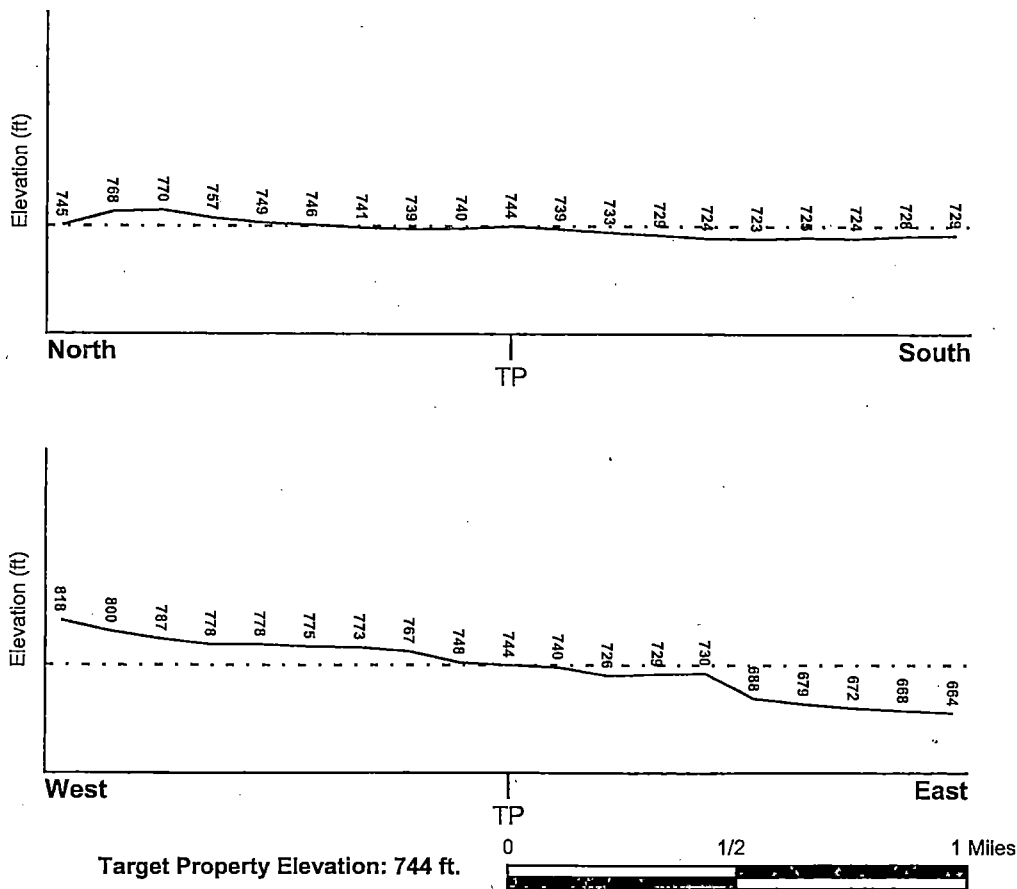 Elevation (ft)
745 768 770 757 749 746 741 739 740 744 739 733 729 724 723 725 724 728 729
North South
TP
Elevation (ft)
818 800 787 778 778 775 773 767 748 744 740 726 729 730 688 679 672 668 664
West East
TP
Target Property Elevation: 744 ft.
0 1/2 1 Miles